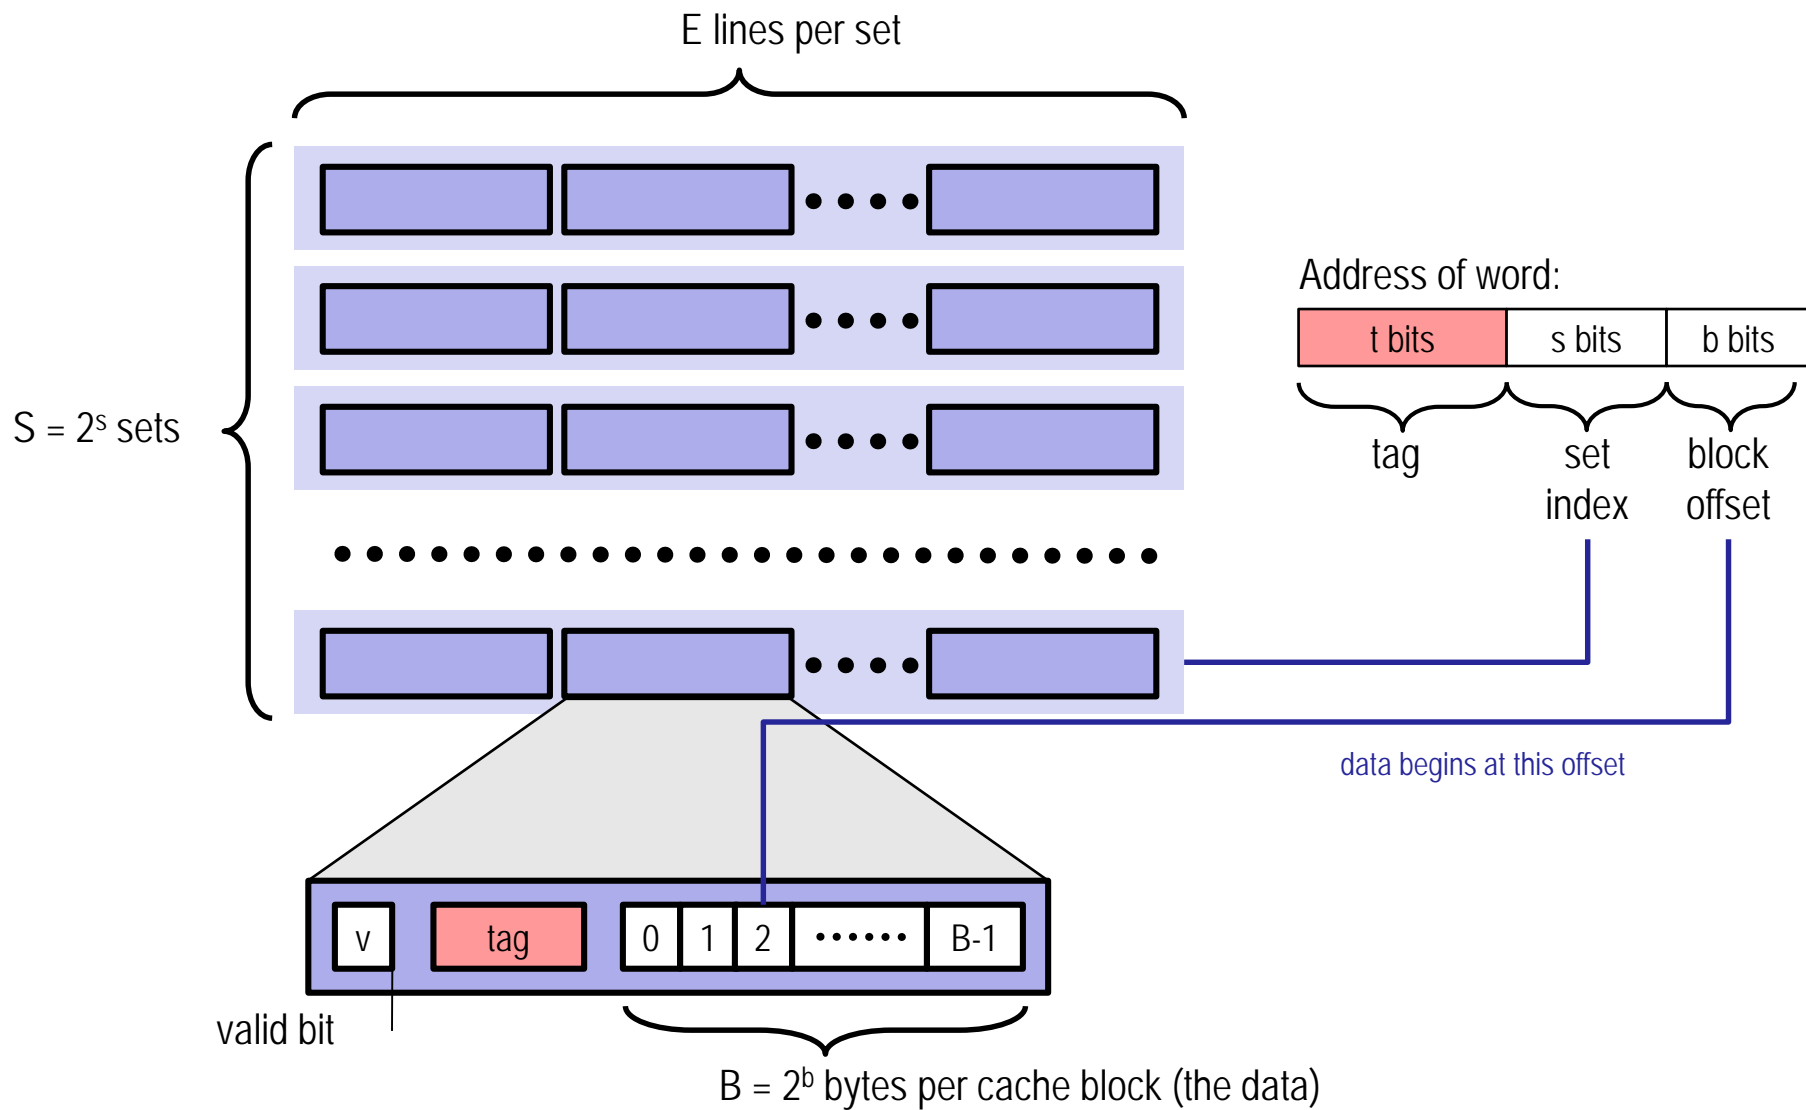 E lines per set
Address of word:
t bits s bits b bits
S = 2ˢ sets
tag set block
index offset
data begins at this offset
v tag 0 1 2 •••••• B-1
valid bit
B = 2ᵇ bytes per cache block (the data)